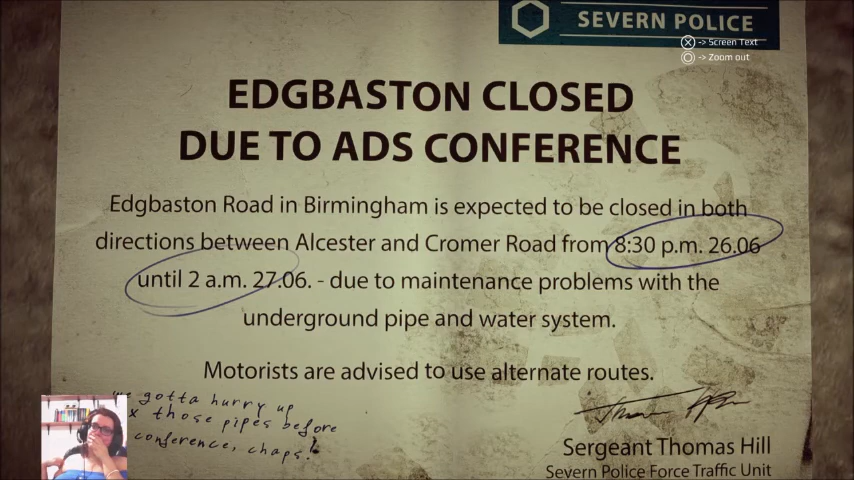 SEVERN POLICE
-> Screen Text
-> Zoom out
EDGBASTON CLOSED
DUE TO ADS CONFERENCE
Edgbaston Road in Birmingham is expected to be closed in both
directions between Alcester and Cromer Road from 8:30 p.m. 26.06
until 2 a.m. 27.06. - due to maintenance problems with the
underground pipe and water system.
Motorists are advised to use alternate routes.
gotta hurry up
those pipes before
conference, chaps!
Sergeant Thomas Hill
Severn Police Force Traffic Unit